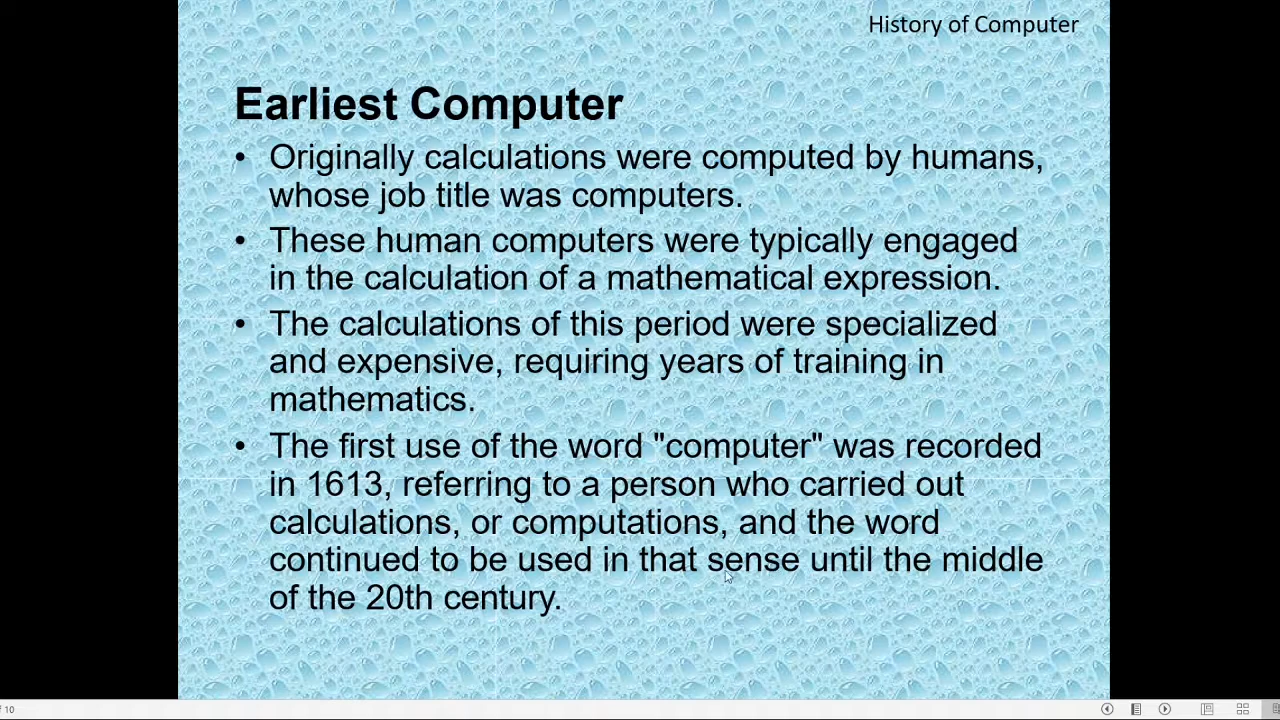 History of Computer
Earliest Computer
• Originally calculations were computed by humans,
whose job title was computers.
• These human computers were typically engaged
in the calculation of a mathematical expression.
• The calculations of this period were specialized
and expensive, requiring years of training in
mathematics.
• The first use of the word "computer" was recorded
in 1613, referring to a person who carried out
calculations, or computations, and the word
continued to be used in that sense until the middle
of the 20th century.
of 10